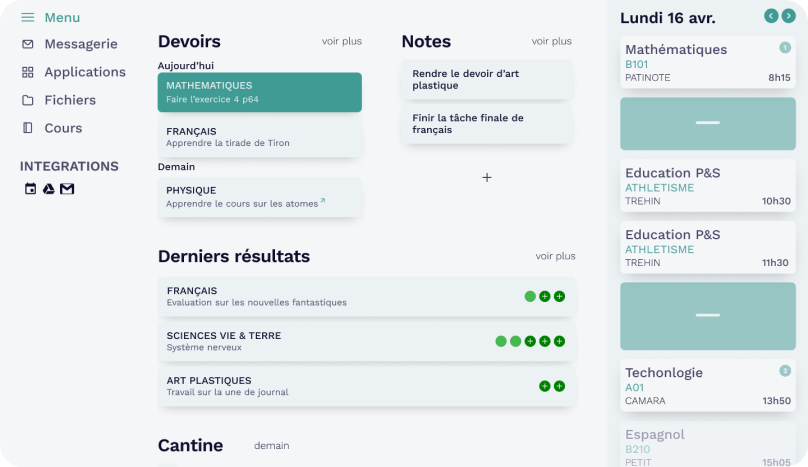 Menu
Messagerie
Applications
Fichiers
Cours
INTEGRATIONS
Devoirs
voir plus
Aujourd'hui
MATHEMATIQUES
Faire l'exercice 4 p64
FRANÇAIS
Apprendre la tirade de Tiron
Demain
PHYSIQUE
Apprendre le cours sur les atomes
Notes
voir plus
Rendre le devoir d'art
plastique
Finir la tâche finale de
français
Derniers résultats
voir plus
FRANÇAIS
Evaluation sur les nouvelles fantastiques
SCIENCES VIE & TERRE
Système nerveux
ART PLASTIQUES
Travail sur la une de journal
Cantine
demain
Lundi 16 avr.
Mathématiques
1
B101
PATINOTE
8h15
Education P&S
ATHLETISME
TREHIN
10h30
Education P&S
ATHLETISME
TREHIN
11h30
Techonlogie
2
A01
CAMARA
13h50
Espagnol
B210
PETIT
15h05